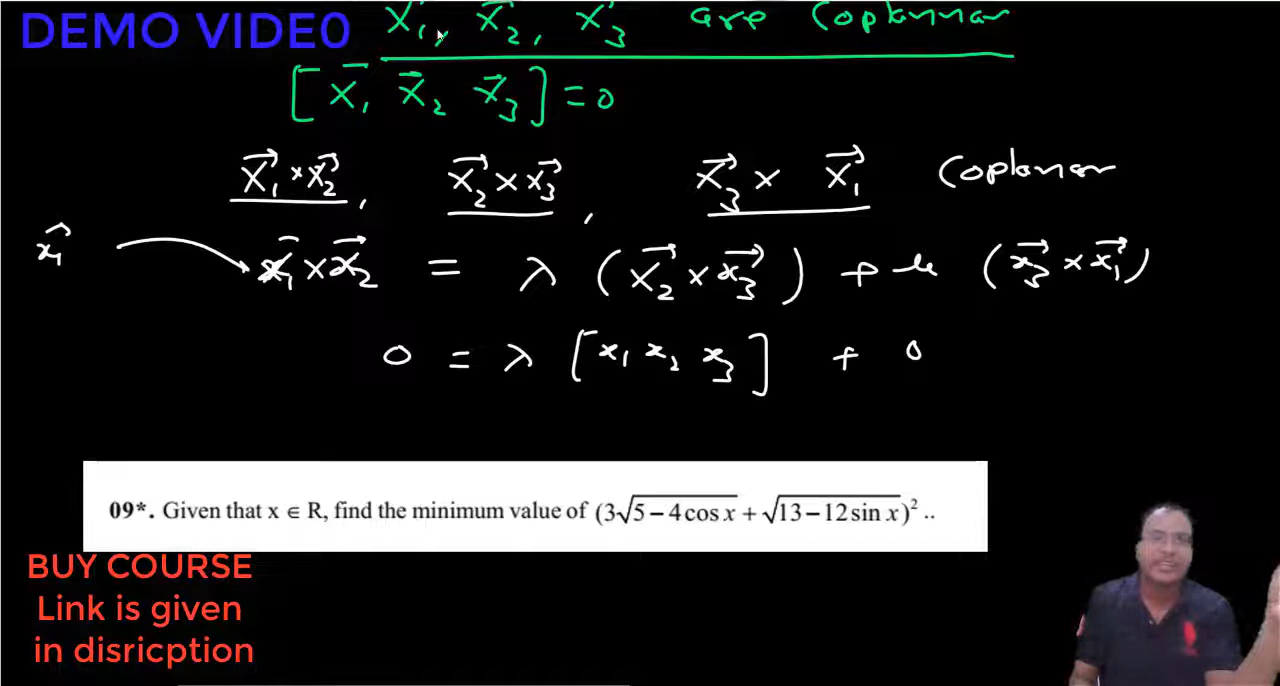 DEMO VIDEO
X⃗₁, X⃗₂, X⃗₃ are Coplannar
[X⃗₁ X⃗₂ X⃗₃] = 0
X⃗₁ × X⃗₂, X⃗₂ × x⃗₃, X⃗₃ × X⃗₁ Coplanar
x̂₁ x⃗₁ × x⃗₂ = λ (X⃗₂ × x⃗₃) + μ (x⃗₃ × x⃗₁)
0 = λ [x₁ x₂ x₃] + 0
09*. Given that x ∈ R, find the minimum value of (3√(5 − 4cos x) + √(13 − 12sin x))² ..
BUY COURSE
Link is given
in disricption